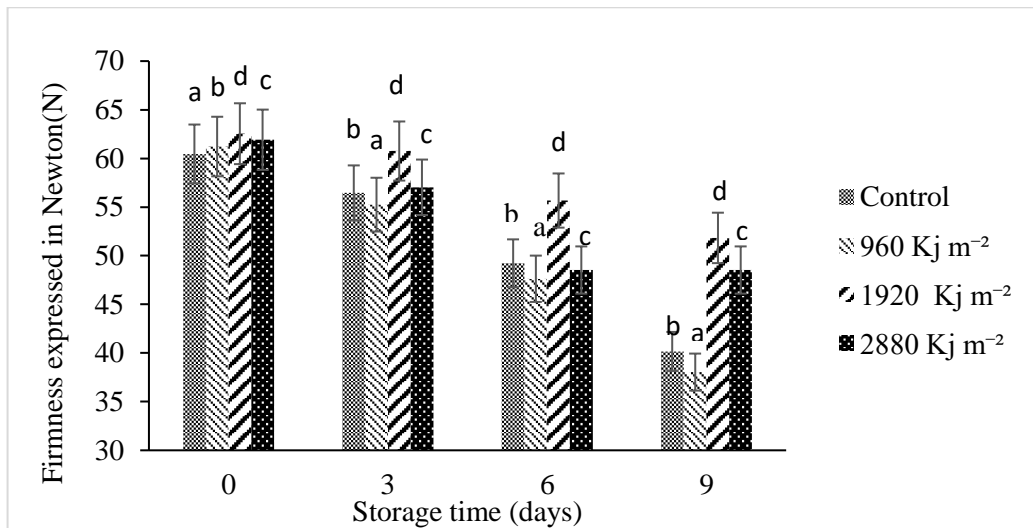 Firmness expressed in Newton(N)
70
65
60
55
50
45
40
35
30
a b d c
b a d c
b a d c
b a d c
0 3 6 9
Storage time (days)
Control
960 Kj m⁻²
1920 Kj m⁻²
2880 Kj m⁻²